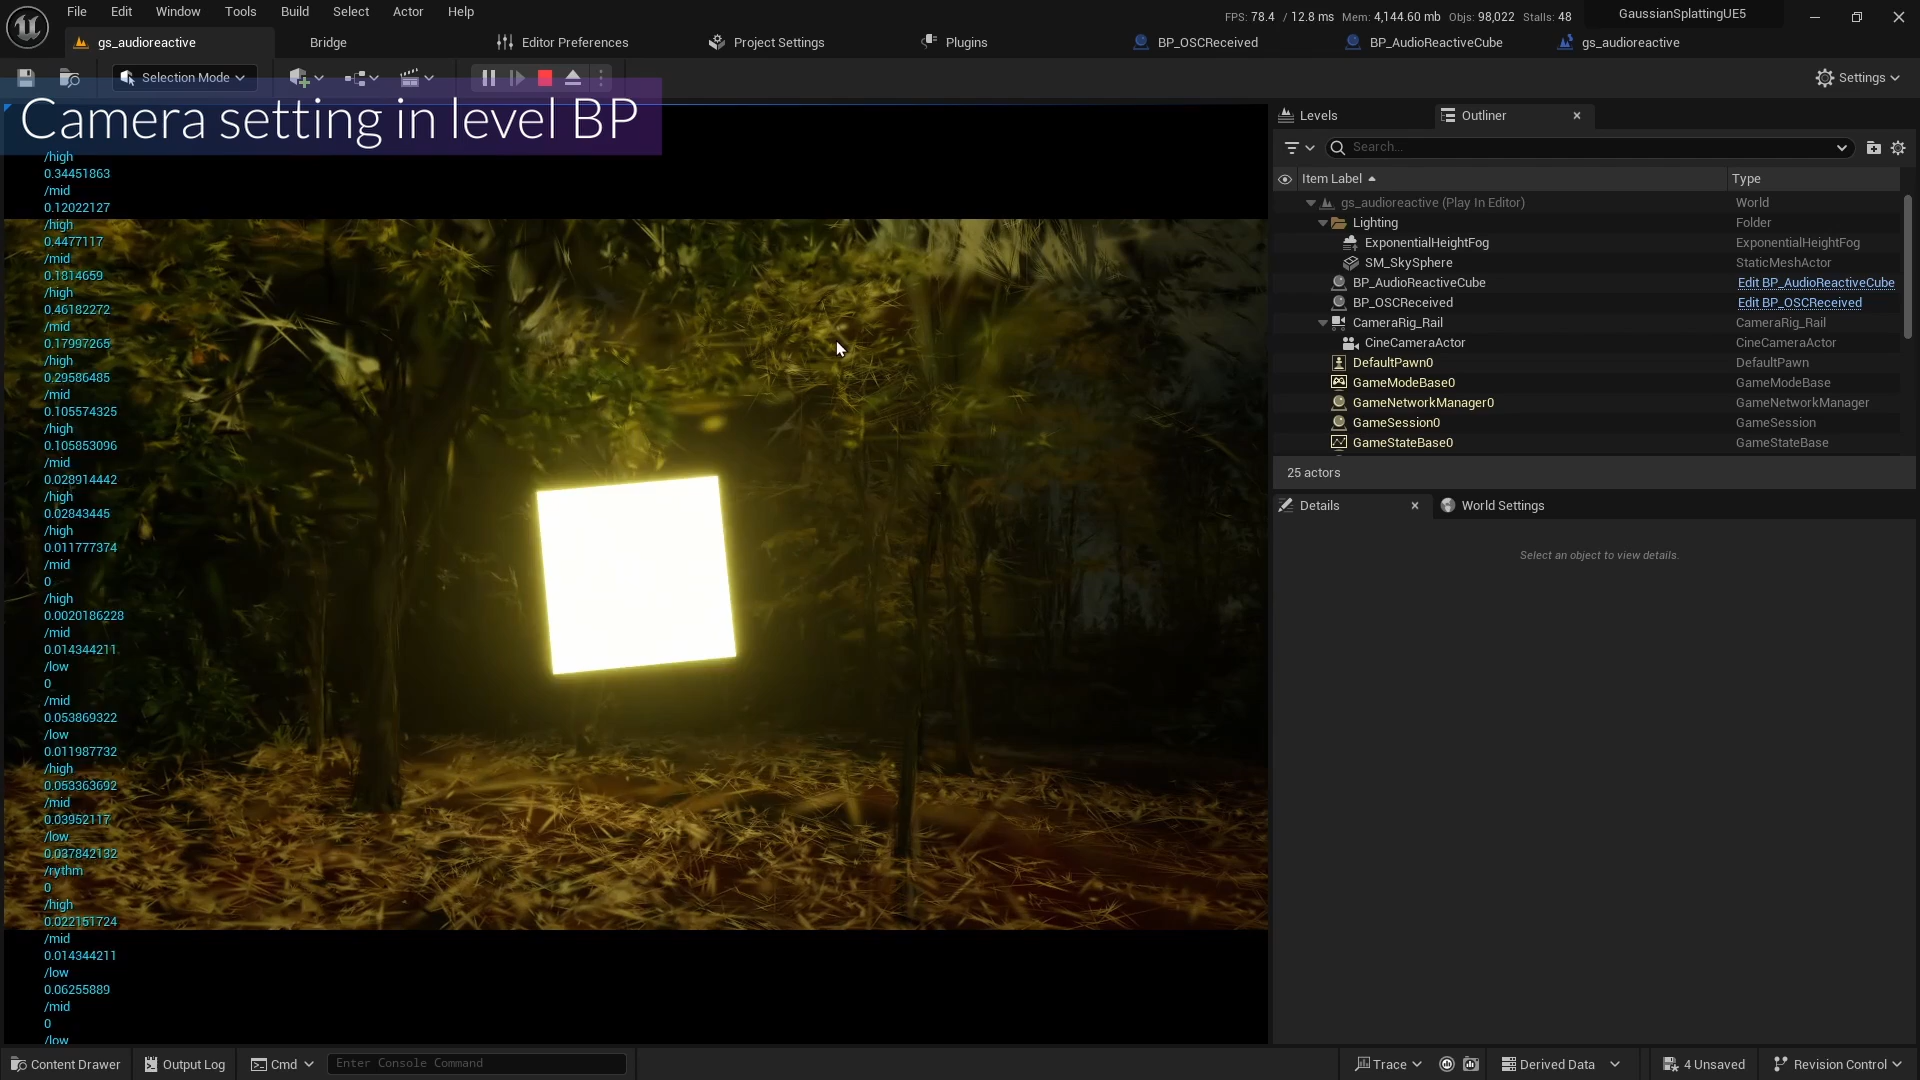 File Edit Window Tools Build Select Actor Help
FPS: 78.4 / 12.8 ms Mem: 4,144.60 mb Objs: 98,022 Stalls: 48
GaussianSplattingUE5
gs_audioreactive
Bridge
Editor Preferences
Project Settings
Plugins
BP_OSCReceived
BP_AudioReactiveCube
gs_audioreactive
Selection Mode
Settings
Camera setting in level BP
/high
0.34451863
/mid
0.12022127
/high
0.4477117
/mid
0.1814659
/high
0.46182272
/mid
0.17997265
/high
0.29586485
/mid
0.105574325
/high
0.105853096
/mid
0.028914442
/high
0.02843445
/high
0.011777374
/mid
0
/high
0.0020186228
/mid
0.014344211
/low
0
/mid
0.053869322
/low
0.011987732
/high
0.053363692
/mid
0.03952117
/low
0.037842132
/rythm
0
/high
0.022151724
/mid
0.014344211
/low
0.06255889
/mid
0
/low
Levels
Outliner
Search...
Item Label Type
gs_audioreactive (Play In Editor) World
Lighting Folder
ExponentialHeightFog ExponentialHeightFog
SM_SkySphere StaticMeshActor
BP_AudioReactiveCube Edit BP_AudioReactiveCube
BP_OSCReceived Edit BP_OSCReceived
CameraRig_Rail CameraRig_Rail
CineCameraActor CineCameraActor
DefaultPawn0 DefaultPawn
GameModeBase0 GameModeBase
GameNetworkManager0 GameNetworkManager
GameSession0 GameSession
GameStateBase0 GameStateBase
25 actors
Details
World Settings
Select an object to view details.
Content Drawer
Output Log
Cmd
Enter Console Command
Trace
Derived Data
4 Unsaved
Revision Control